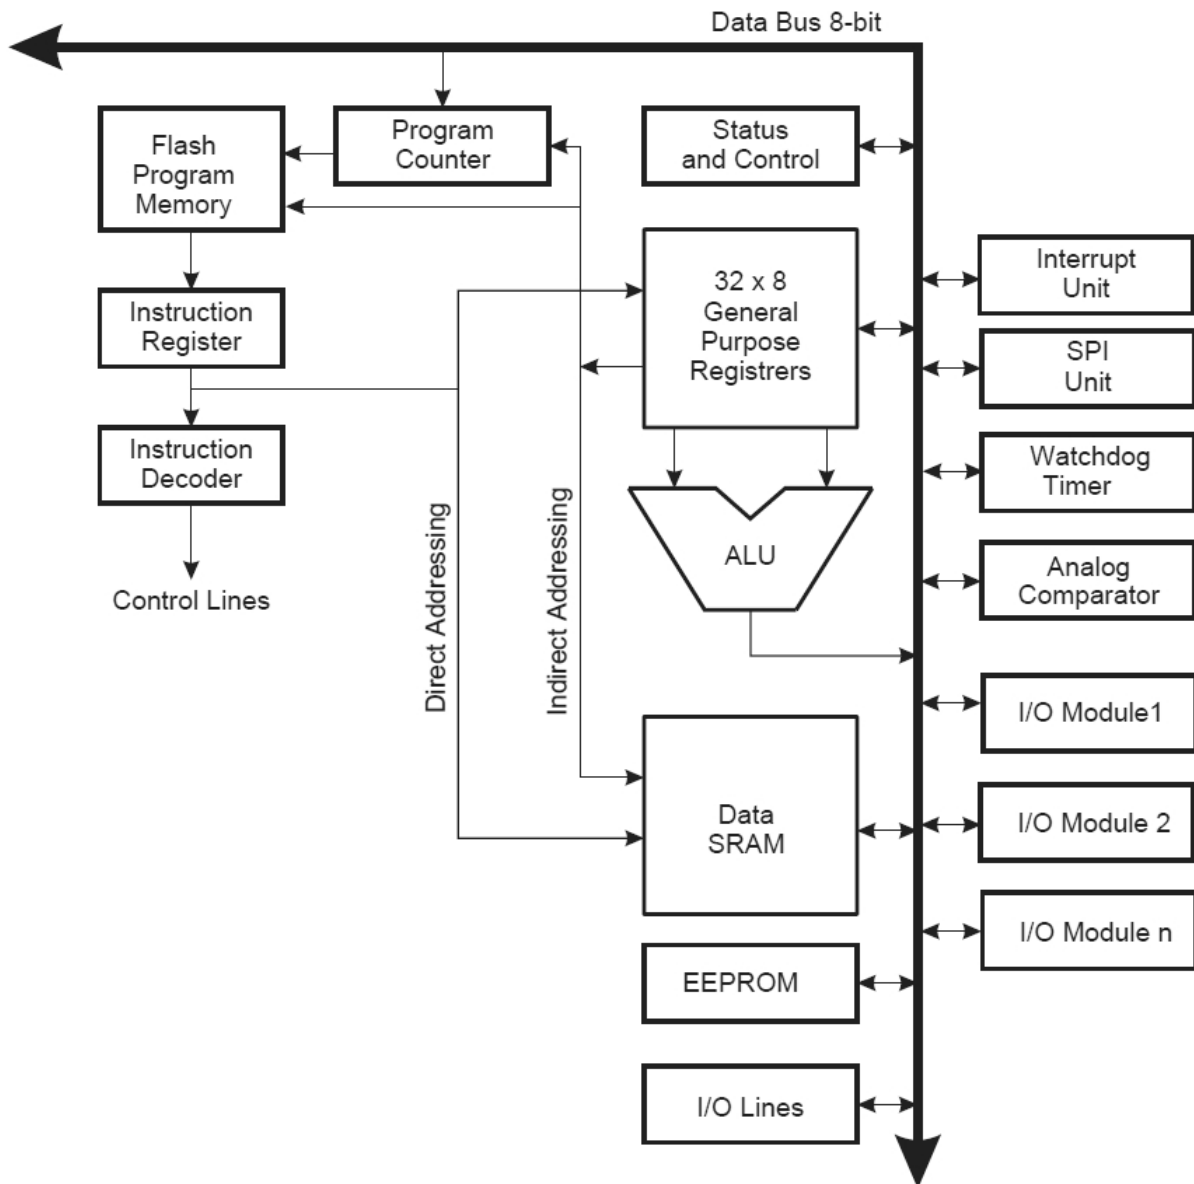 Data Bus 8-bit
Flash
Program
Memory
Program
Counter
Status
and Control
32 x 8
General
Purpose
Registrers
Interrupt
Unit
Instruction
Register
SPI
Unit
Instruction
Decoder
Watchdog
Timer
Control Lines
Direct Addressing
Indirect Addressing
ALU
Analog
Comparator
I/O Module1
Data
SRAM
I/O Module 2
I/O Module n
EEPROM
I/O Lines